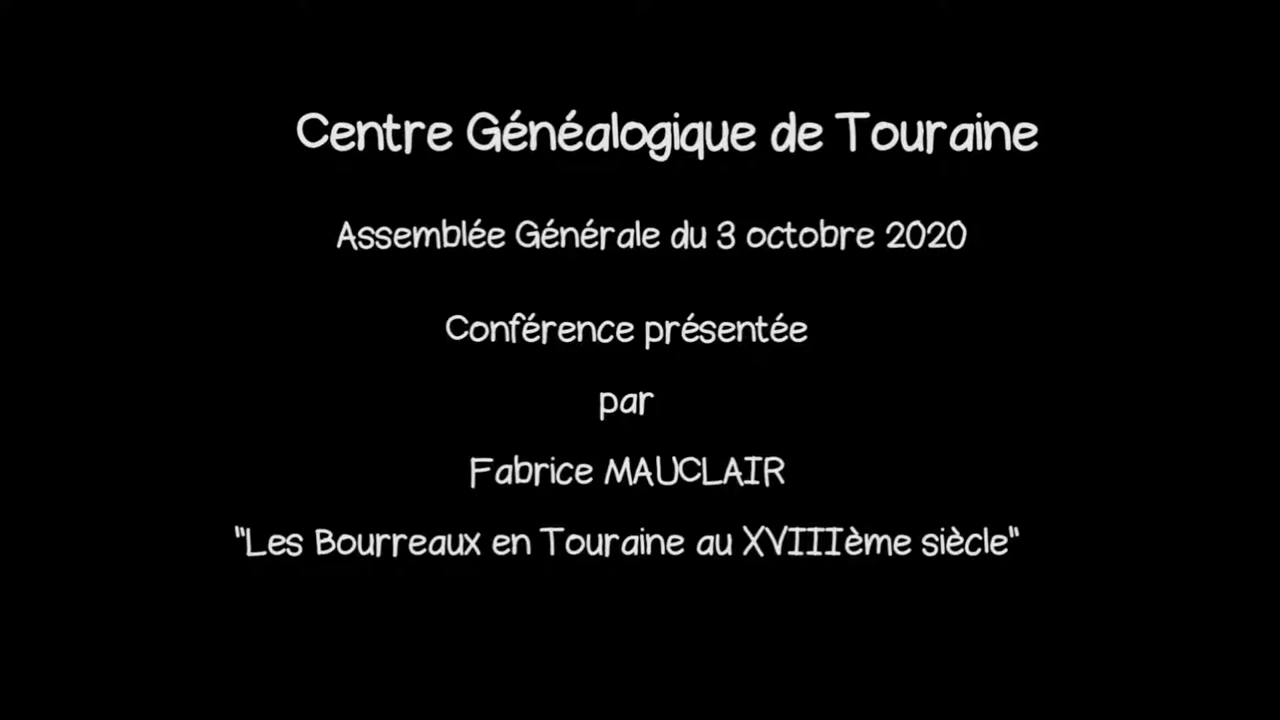 Centre Généalogique de Touraine
Assemblée Générale du 3 octobre 2020
Conférence présentée
par
Fabrice MAUCLAIR
"Les Bourreaux en Touraine au XVIIIème siècle"